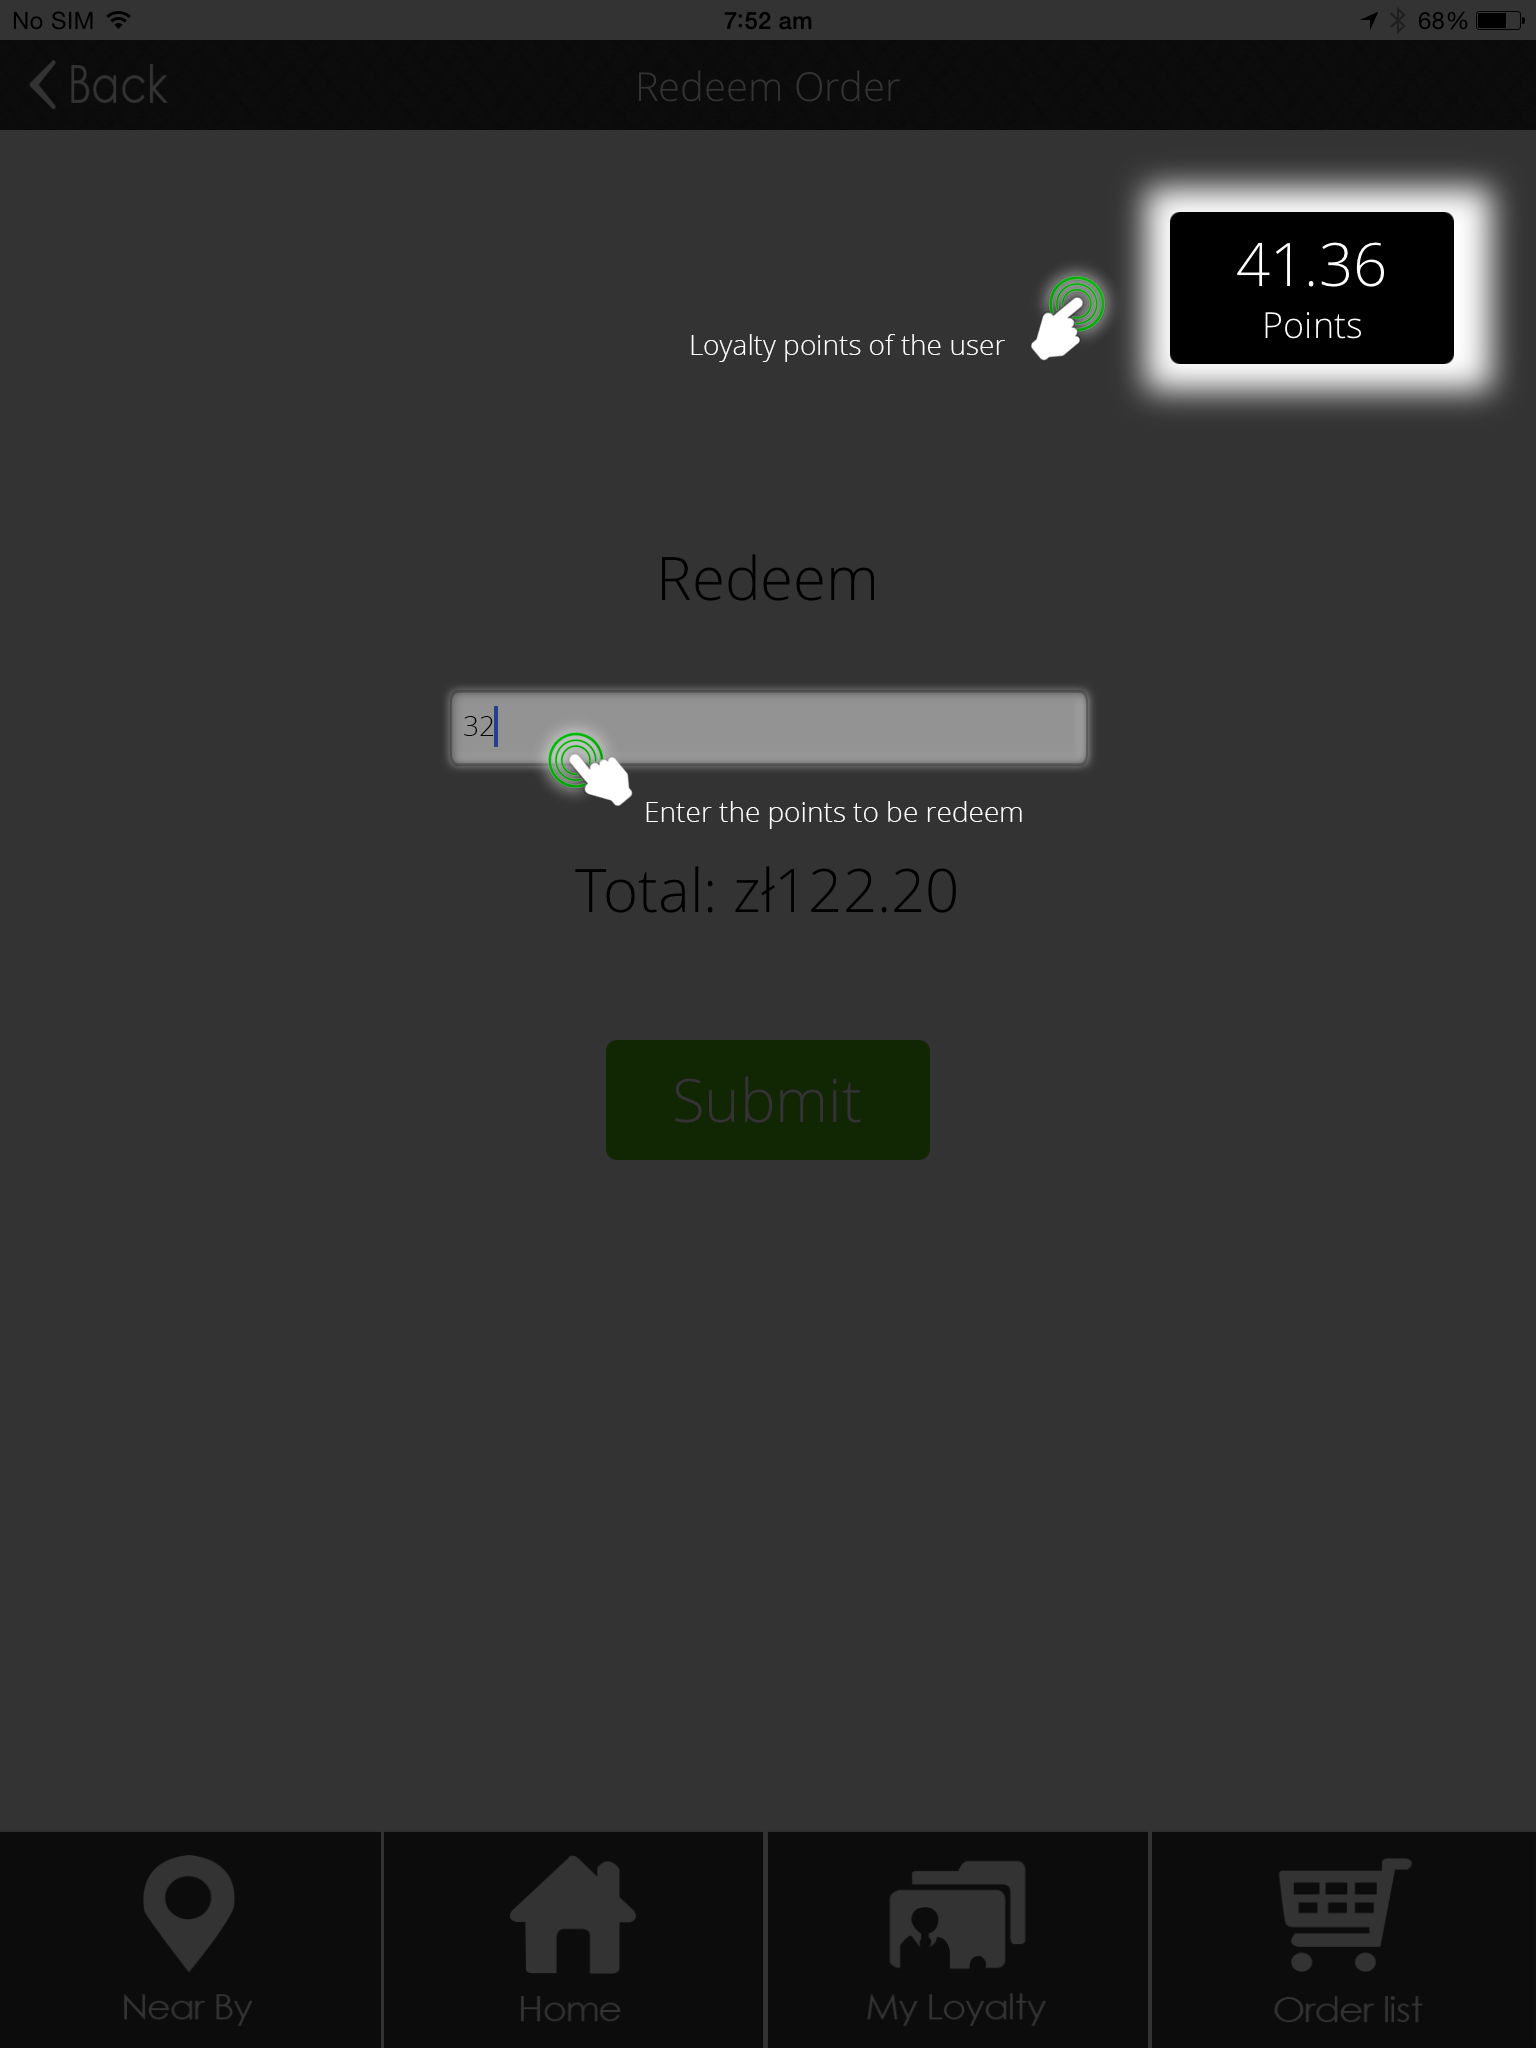 No SIM 7:52 am 68%
Back Redeem Order
41.36
Points
Loyalty points of the user
Redeem
32
Enter the points to be redeem
Total: zł122.20
Submit
Near By Home My Loyalty Order list